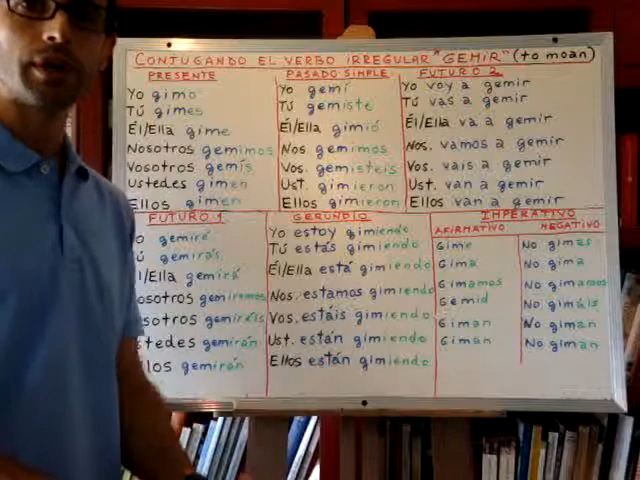 CONJUGANDO EL VERBO IRREGULAR "GEMIR" (to moan)
PRESENTE
Yo gimo
Tú gimes
Él/Ella gime
Nosotros gemimos
Vosotros gemís
Ustedes gimen
Ellos gimen
PASADO SIMPLE
Yo gemí
Tú gemiste
Él/Ella gimió
Nos gemimos
Vos. gemisteis
Ust. gimieron
Ellos gimieron
FUTURO 2
Yo voy a gemir
Tú vas a gemir
Él/Ella va a gemir
Nos. vamos a gemir
Vos. vais a gemir
Ust. van a gemir
Ellos van a gemir
FUTURO 1
o gemiré
ú gemirás
l/Ella gemirá
osotros gemiremos
sotros gemiréis
stedes gemirán
llos gemirán
GERUNDIO
Yo estoy gimiendo
Tú estás gimiendo
Él/Ella está gimiendo
Nos. estamos gimiendo
Vos. estáis gimiendo
Ust. están gimiendo
Ellos están gimiendo
IMPERATIVO
AFIRMATIVO
Gime
Gima
Gimamos
Gemid
Giman
Giman
NEGATIVO
No gimas
No gima
No gimamos
No gimáis
No giman
No giman